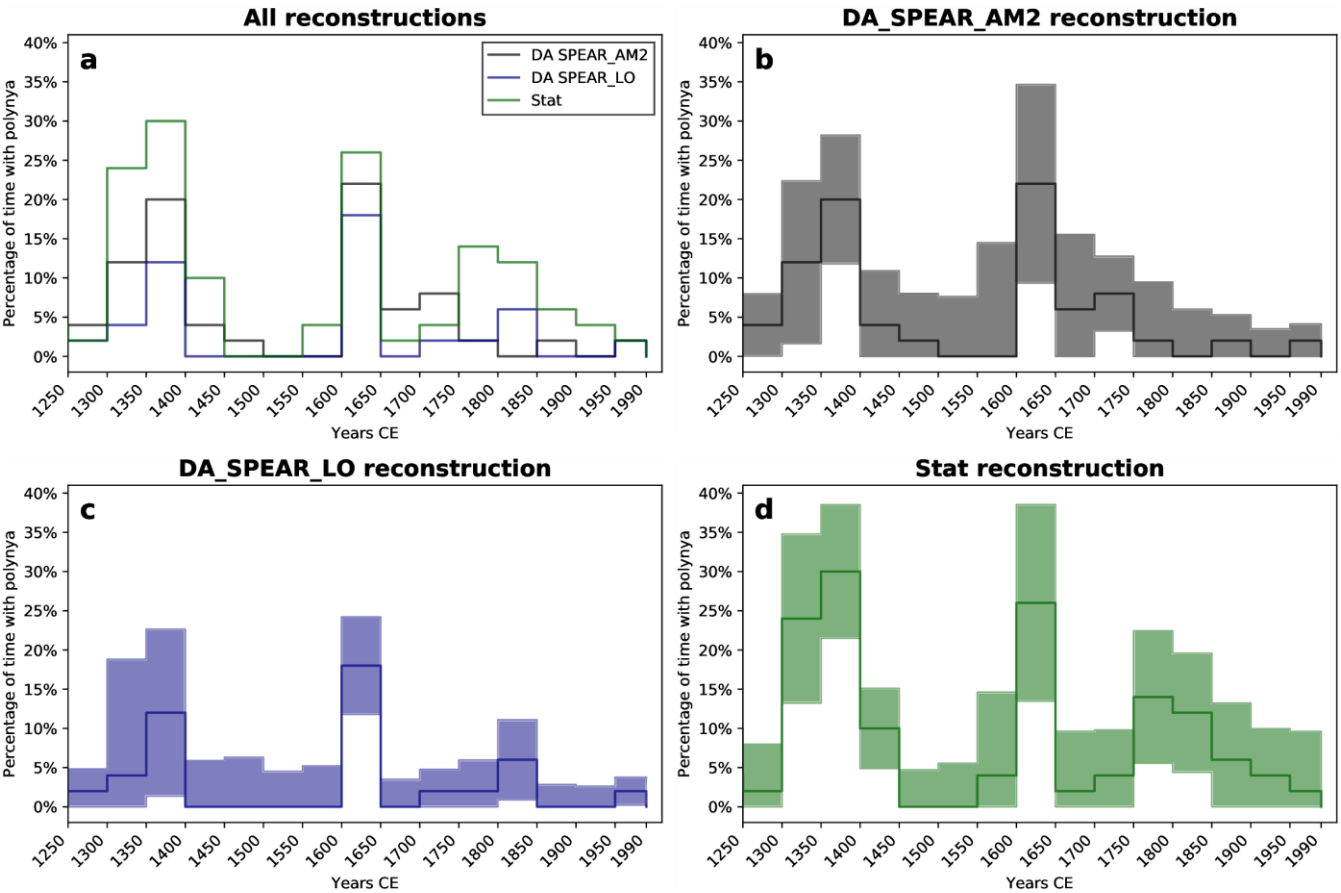 All reconstructions
a
DA SPEAR_AM2
DA SPEAR_LO
Stat
Percentage of time with polynya
40%
35%
30%
25%
20%
15%
10%
5%
0%
1250 1300 1350 1400 1450 1500 1550 1600 1650 1700 1750 1800 1850 1900 1950 1990
Years CE
DA_SPEAR_AM2 reconstruction
b
Percentage of time with polynya
40%
35%
30%
25%
20%
15%
10%
5%
0%
1250 1300 1350 1400 1450 1500 1550 1600 1650 1700 1750 1800 1850 1900 1950 1990
Years CE
DA_SPEAR_LO reconstruction
c
Percentage of time with polynya
40%
35%
30%
25%
20%
15%
10%
5%
0%
1250 1300 1350 1400 1450 1500 1550 1600 1650 1700 1750 1800 1850 1900 1950 1990
Years CE
Stat reconstruction
d
Percentage of time with polynya
40%
35%
30%
25%
20%
15%
10%
5%
0%
1250 1300 1350 1400 1450 1500 1550 1600 1650 1700 1750 1800 1850 1900 1950 1990
Years CE